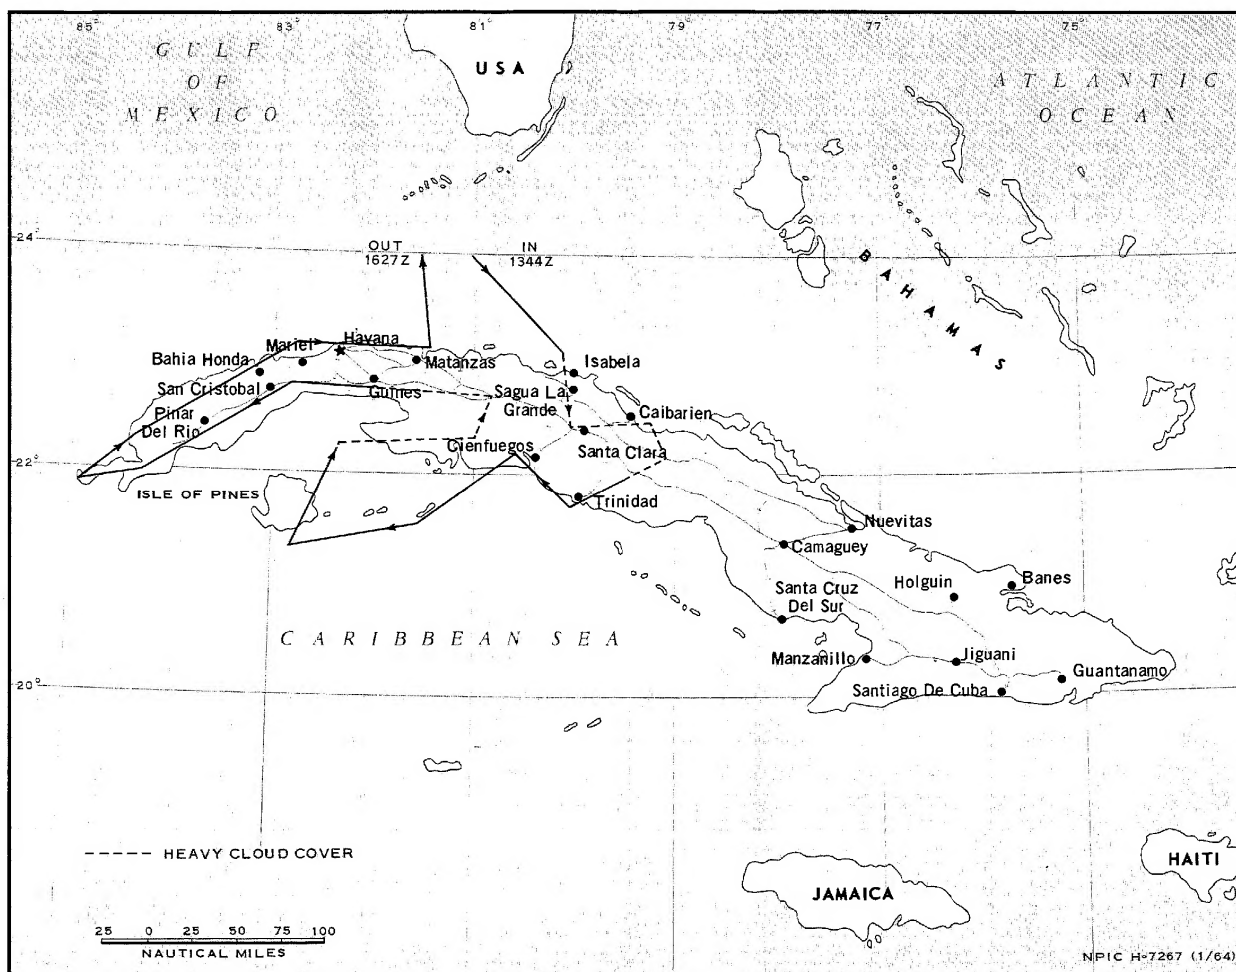 85°
83°
81°
79°
77°
75°
GULF
OF
MEXICO
USA
ATLANTIC
OCEAN
24°
OUT
1627Z
IN
1344Z
BAHAMAS
Havana
Mariel
Bahia Honda
Matanzas
Isabela
San Cristobal
Guines
Sagua La
Grande
Caibarien
Pinar
Del Rio
Cienfuegos
Santa Clara
22°
ISLE OF PINES
Trinidad
Nuevitas
Camaguey
Holguin
Banes
Santa Cruz
Del Sur
CARIBBEAN SEA
Manzanillo
Jiguani
Guantanamo
20°
Santiago De Cuba
HEAVY CLOUD COVER
HAITI
JAMAICA
25 0 25 50 75 100
NAUTICAL MILES
NPIC H-7267 (1/64)